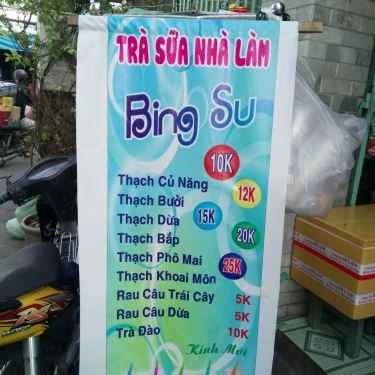 TRÀ SỮA NHÀ LÀM
Bing Su
10K
Thạch Củ Năng
12K
Thạch Bưởi
Thạch Dừa 15K
20K
Thạch Bắp
Thạch Phô Mai 25K
Thạch Khoai Môn
Rau Câu Trái Cây 5K
Rau Câu Dừa 5K
Trà Đào 10K
Kính Mời